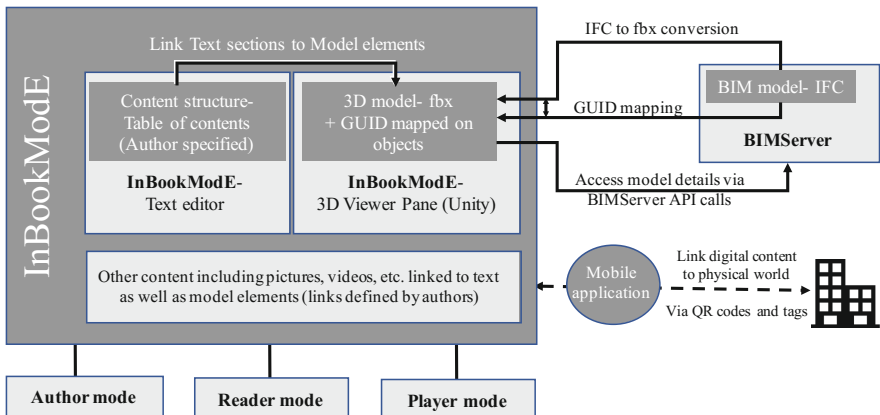 InBookModE
Link Text sections to Model elements
Content structure-
Table of contents
(Author specified)
InBookModE-
Text editor
3D model- fbx
+ GUID mapped on
objects
InBookModE-
3D Viewer Pane (Unity)
Other content including pictures, videos, etc. linked to text
as well as model elements (links defined by authors)
IFC to fbx conversion
GUID mapping
BIM model- IFC
BIMServer
Access model details via
BIMServer API calls
Mobile
application
Link digital content
to physical world
Via QR codes and tags
Author mode
Reader mode
Player mode